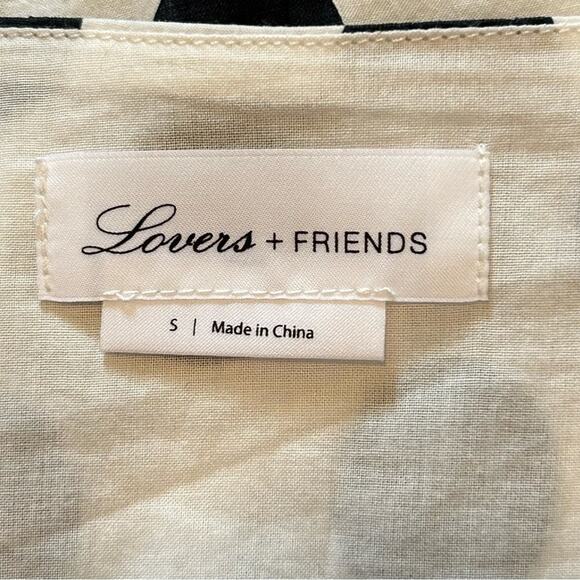 Lovers + FRIENDS
S | Made in China